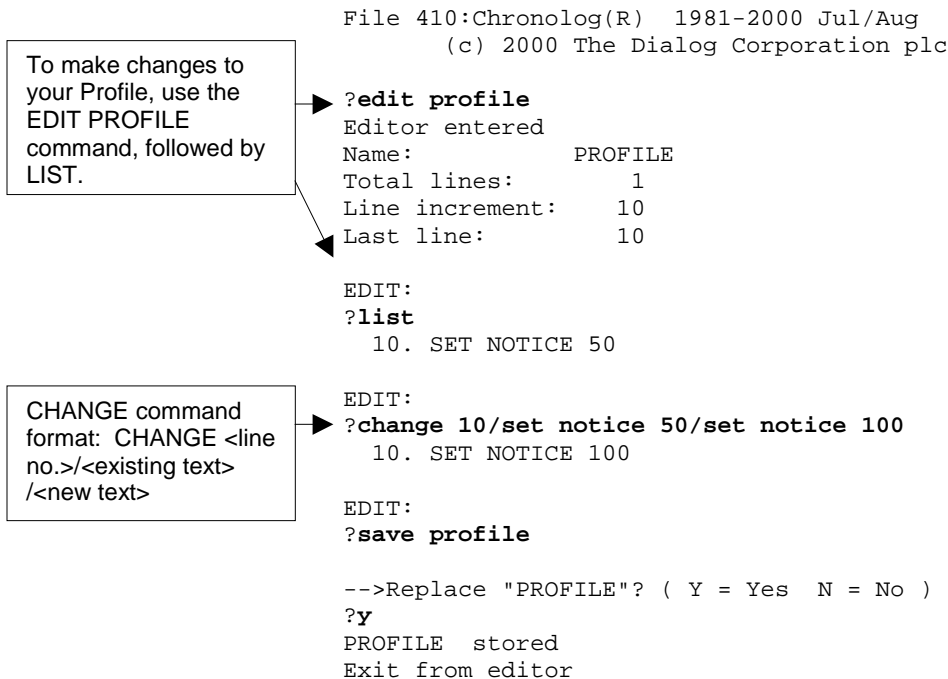 File 410:Chronolog(R)  1981-2000 Jul/Aug
(c) 2000 The Dialog Corporation plc
To make changes to
your Profile, use the
EDIT PROFILE
command, followed by
LIST.
?edit profile
Editor entered
Name:            PROFILE
Total lines:       1
Line increment:   10
Last line:        10
EDIT:
?list
10. SET NOTICE 50
CHANGE command
format:  CHANGE <line
no.>/<existing text>
/<new text>
EDIT:
?change 10/set notice 50/set notice 100
10. SET NOTICE 100
EDIT:
?save profile
-->Replace "PROFILE"? ( Y = Yes  N = No )
?y
PROFILE  stored
Exit from editor